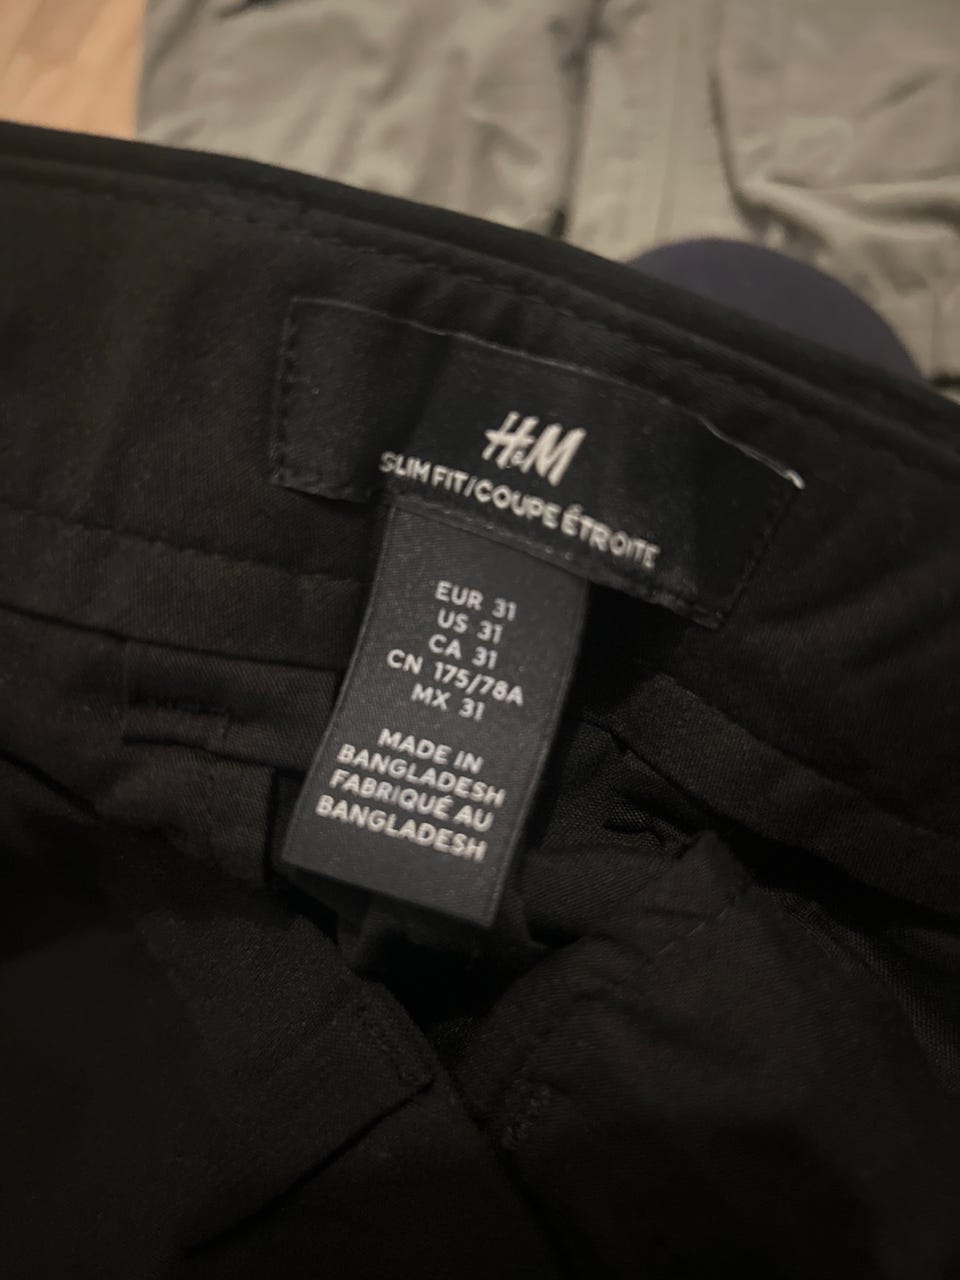 H&M
SLIM FIT/COUPE ÉTROITE
EUR 31
US 31
CA 31
CN 175/78A
MX 31
MADE IN
BANGLADESH
FABRIQUÉ AU
BANGLADESH